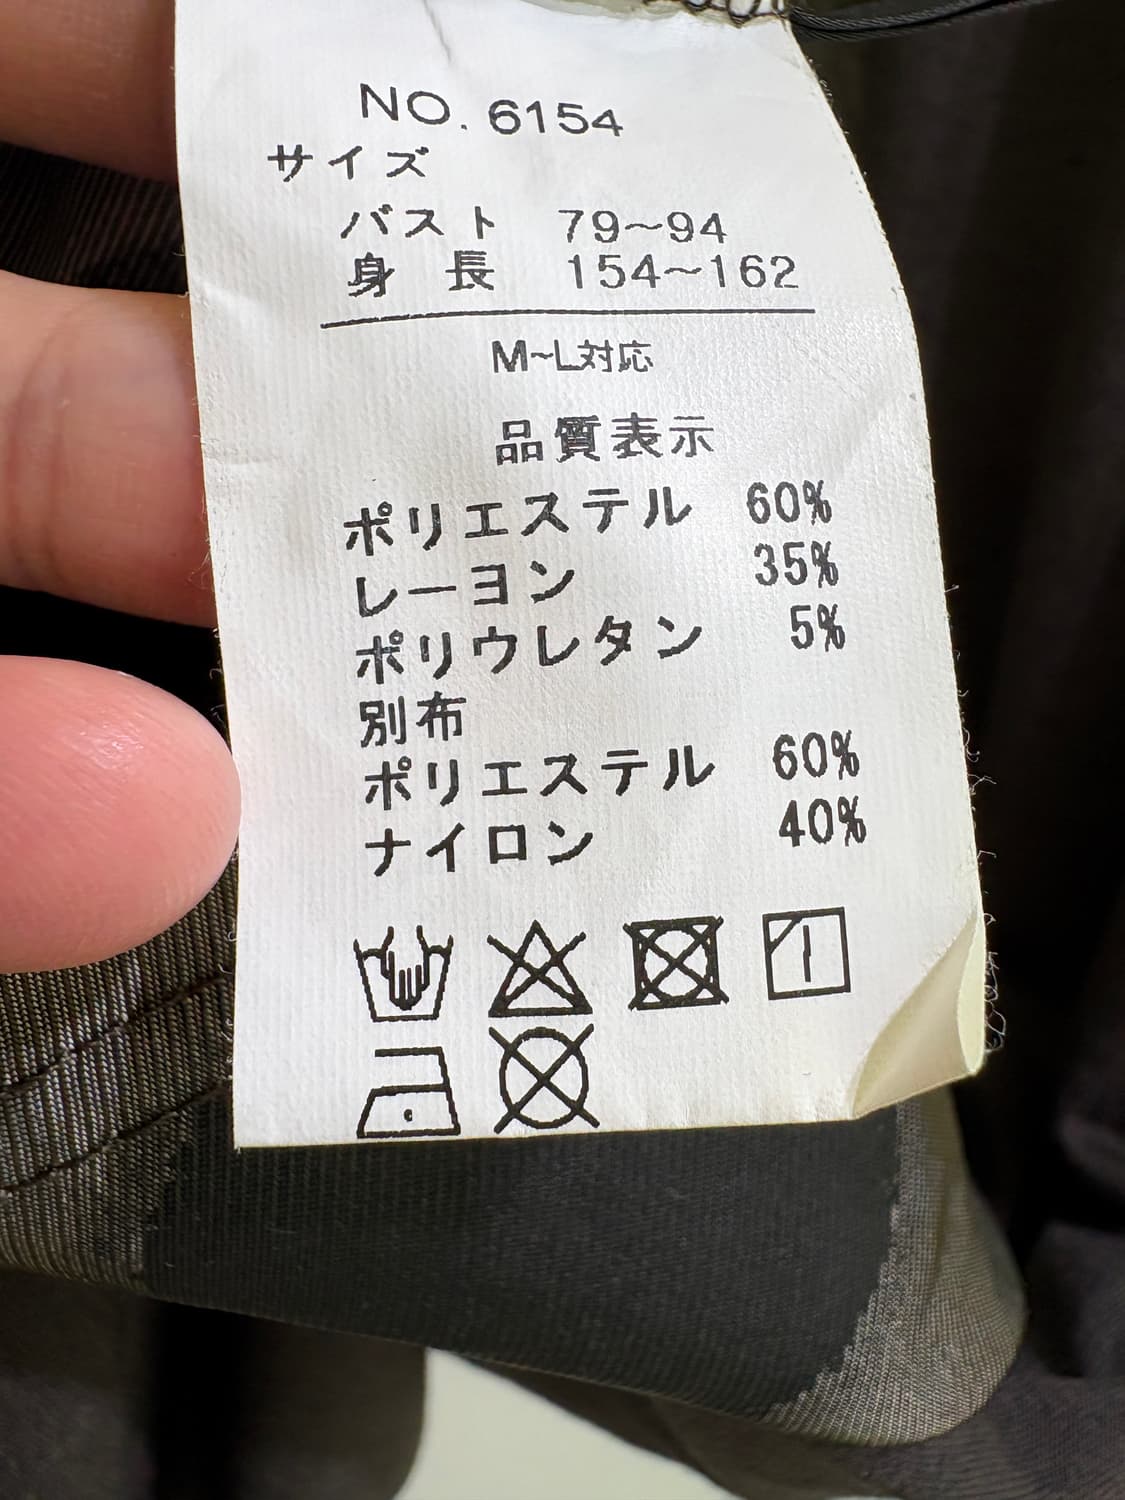 NO. 6154
サイズ
バスト 79～94
身長 154～162
M~L対応
品質表示
ポリエステル 60%
レーヨン 35%
ポリウレタン 5%
別布
ポリエステル 60%
ナイロン 40%